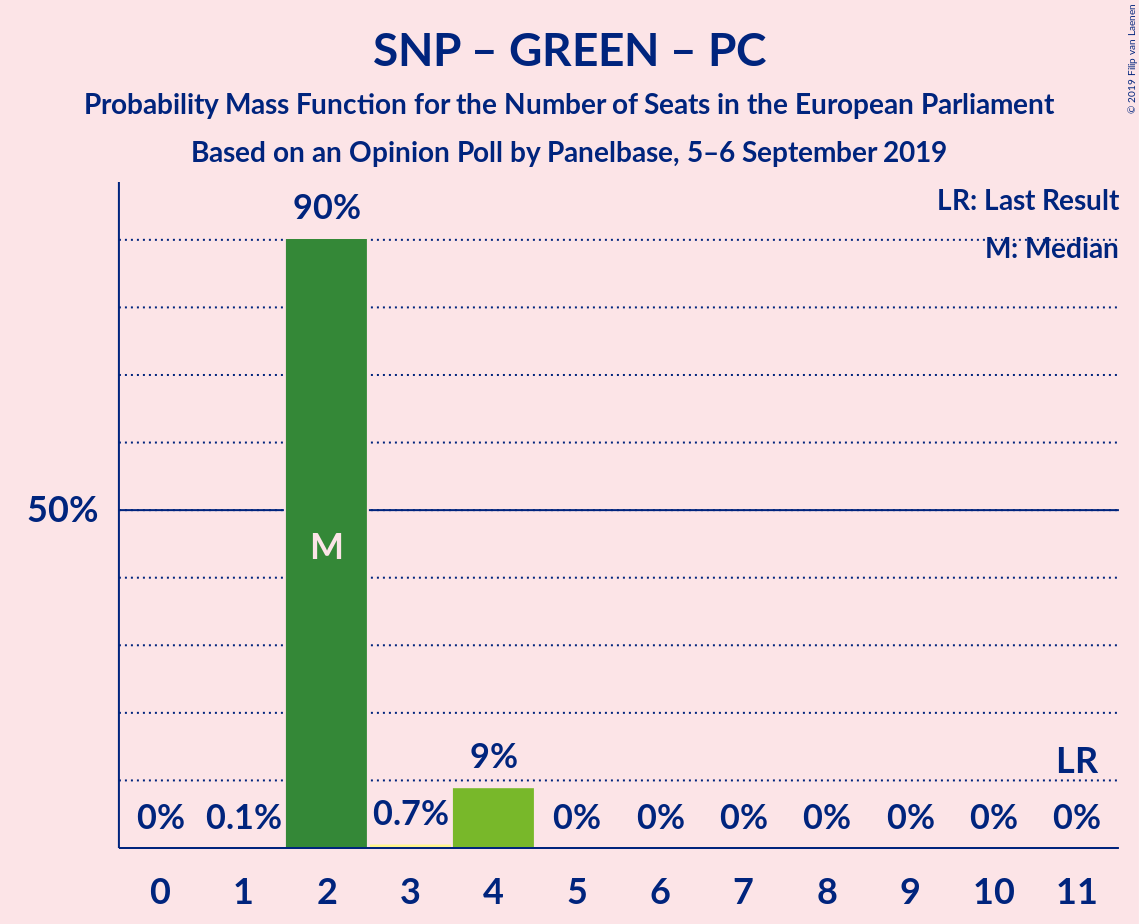 SNP – GREEN – PC
Probability Mass Function for the Number of Seats in the European Parliament
Based on an Opinion Poll by Panelbase, 5–6 September 2019
© 2019 Filip van Laenen
LR: Last Result
M: Median
90%
50%
M
9%
LR
0% 0.1% 0.7% 0% 0% 0% 0% 0% 0% 0%
0 1 2 3 4 5 6 7 8 9 10 11